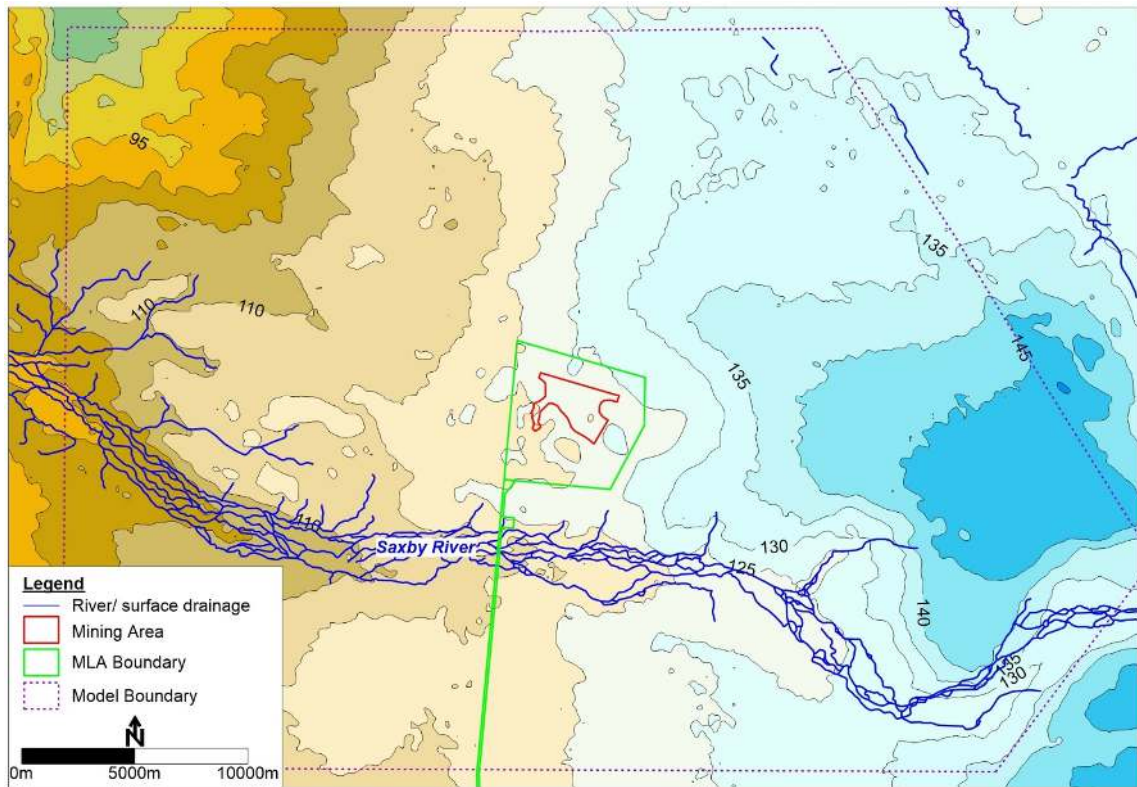 95
135
110
110
145
135
110
Saxby River
130
125
140
135
130
Legend
River/ surface drainage
Mining Area
MLA Boundary
Model Boundary
N
0m 5000m 10000m